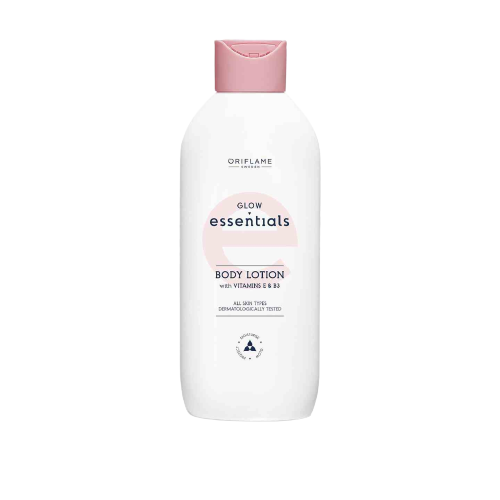 ORIFLAME
SWEDEN
GLOW
essentials
BODY LOTION
with VITAMINS E & B3
ALL SKIN TYPES
DERMATOLOGICALLY TESTED